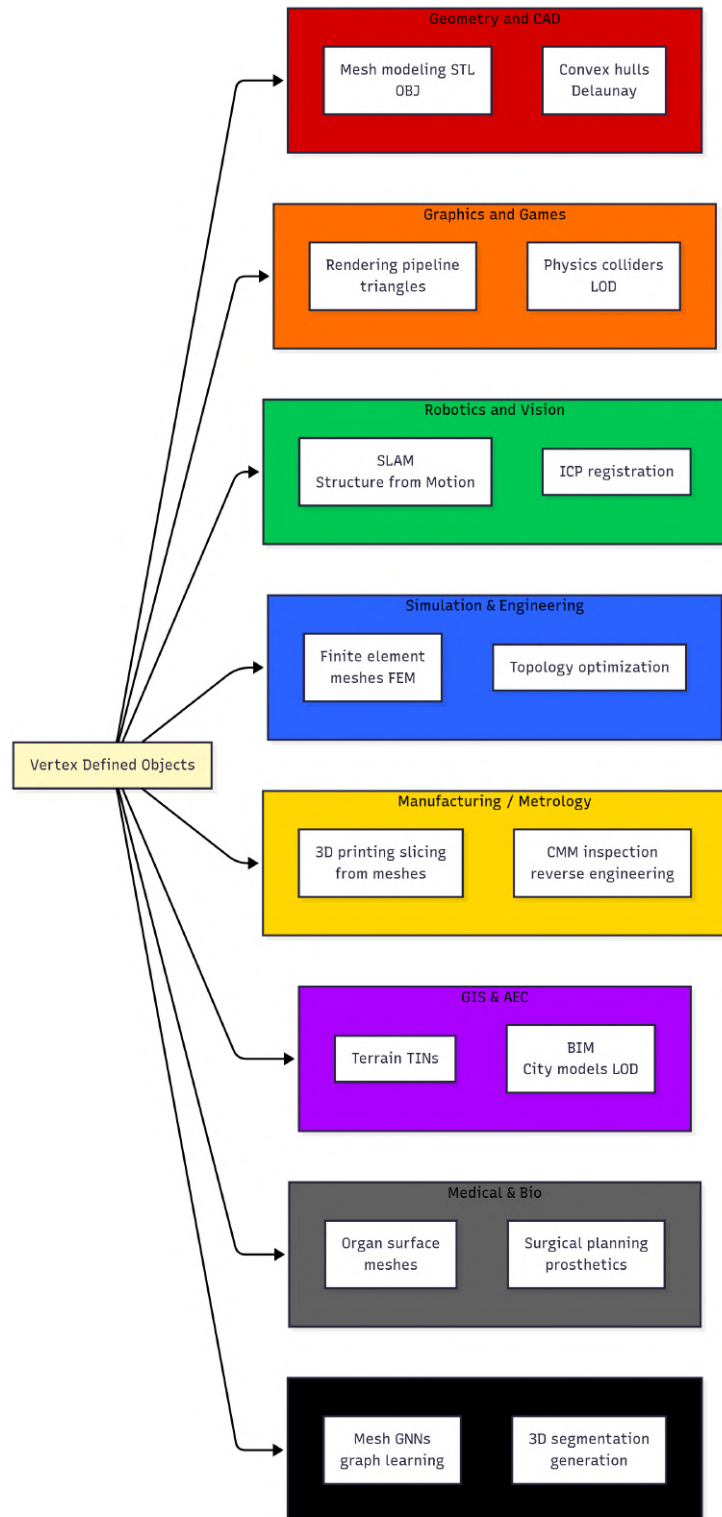 Geometry and CAD
Mesh modeling STL
OBJ
Convex hulls
Delaunay
Graphics and Games
Rendering pipeline
triangles
Physics colliders
LOD
Robotics and Vision
SLAM
Structure from Motion
ICP registration
Simulation & Engineering
Finite element
meshes FEM
Topology optimization
Vertex Defined Objects
Manufacturing / Metrology
3D printing slicing
from meshes
CMM inspection
reverse engineering
GIS & AEC
Terrain TINs
BIM
City models LOD
Medical & Bio
Organ surface
meshes
Surgical planning
prosthetics
Mesh GNNs
graph learning
3D segmentation
generation